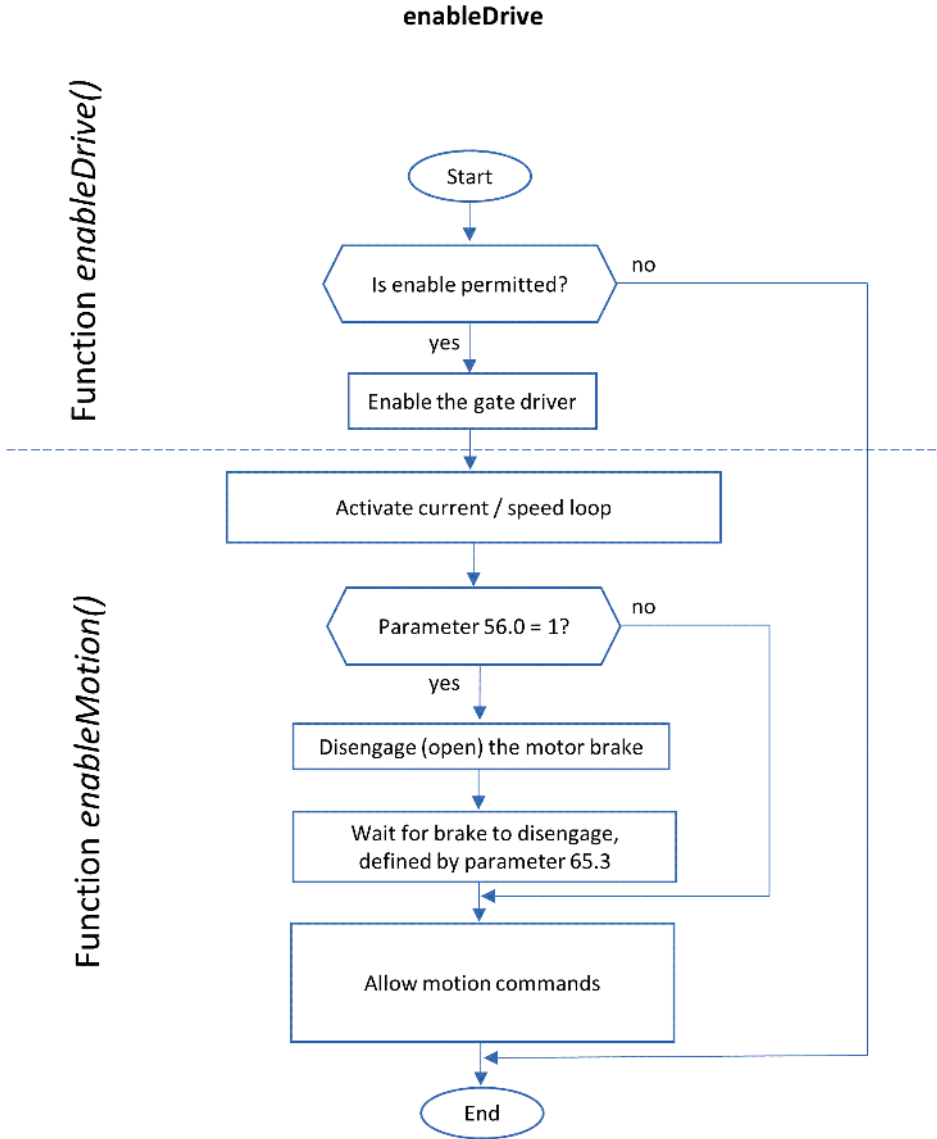 enableDrive
Function enableDrive()
Start
Is enable permitted?
no
yes
Enable the gate driver
Function enableMotion()
Activate current / speed loop
Parameter 56.0 = 1?
no
yes
Disengage (open) the motor brake
Wait for brake to disengage,
defined by parameter 65.3
Allow motion commands
End